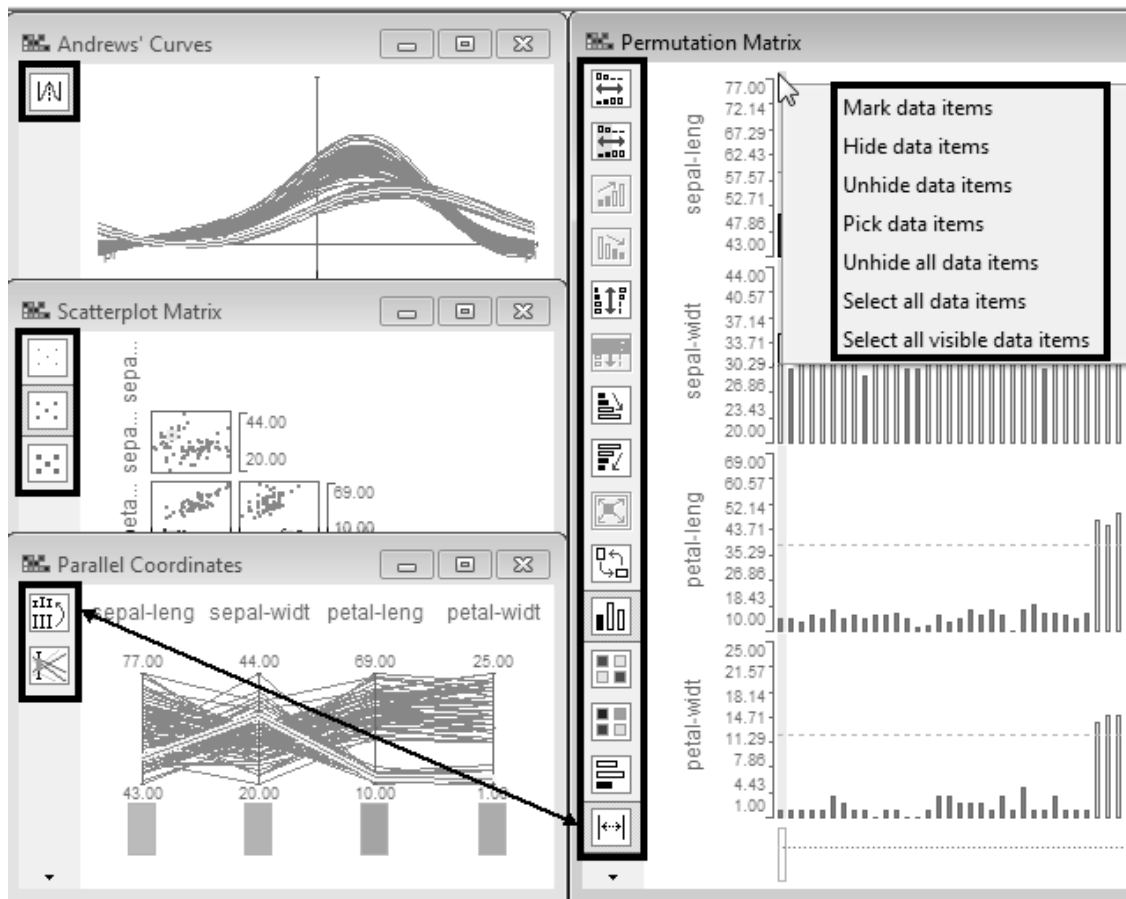 Andrews' Curves
pi
Scatterplot Matrix
sepa...
sepa...
44.00
20.00
peta...
69.00
10.00
Parallel Coordinates
sepal-leng sepal-widt petal-leng petal-widt
77.00 44.00 69.00 25.00
43.00 20.00 10.00 1.00
Permutation Matrix
sepal-leng
77.00
72.14
67.29
62.43
57.57
52.71
47.86
43.00
sepal-widt
44.00
40.57
37.14
33.71
30.29
26.86
23.43
20.00
petal-leng
69.00
60.57
52.14
43.71
35.29
26.86
18.43
10.00
petal-widt
25.00
21.57
18.14
14.71
11.29
7.86
4.43
1.00
Mark data items
Hide data items
Unhide data items
Pick data items
Unhide all data items
Select all data items
Select all visible data items